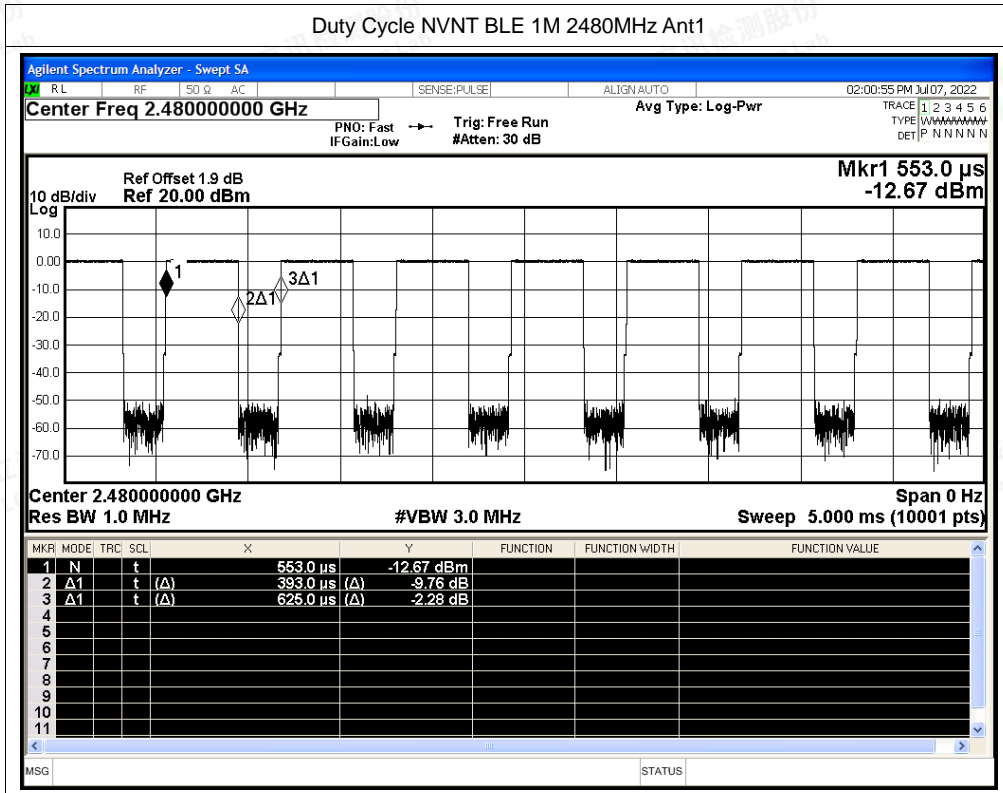 Duty Cycle NVNT BLE 1M 2480MHz Ant1
Agilent Spectrum Analyzer - Swept SA
LXI RL RF 50 Ω AC SENSE:PULSE ALIGN AUTO 02:00:55 PM Jul 07, 2022
Center Freq 2.480000000 GHz Avg Type: Log-Pwr TRACE 1 2 3 4 5 6
PNO: Fast Trig: Free Run TYPE WWWWWW
IFGain:Low #Atten: 30 dB DET P N N N N N
Mkr1 553.0 µs
Ref Offset 1.9 dB
10 dB/div Ref 20.00 dBm -12.67 dBm
Log
10.0
0.00
1
-10.0
3Δ1
2Δ1
-20.0
-30.0
-40.0
-50.0
-60.0
-70.0
Center 2.480000000 GHz Span 0 Hz
Res BW 1.0 MHz #VBW 3.0 MHz Sweep 5.000 ms (10001 pts)
MKR MODE TRC SCL X Y FUNCTION FUNCTION WIDTH FUNCTION VALUE
1 N t 553.0 µs -12.67 dBm
2 Δ1 t (Δ) 393.0 µs (Δ) -9.76 dB
3 Δ1 t (Δ) 625.0 µs (Δ) -2.28 dB
4
5
6
7
8
9
10
11
MSG STATUS